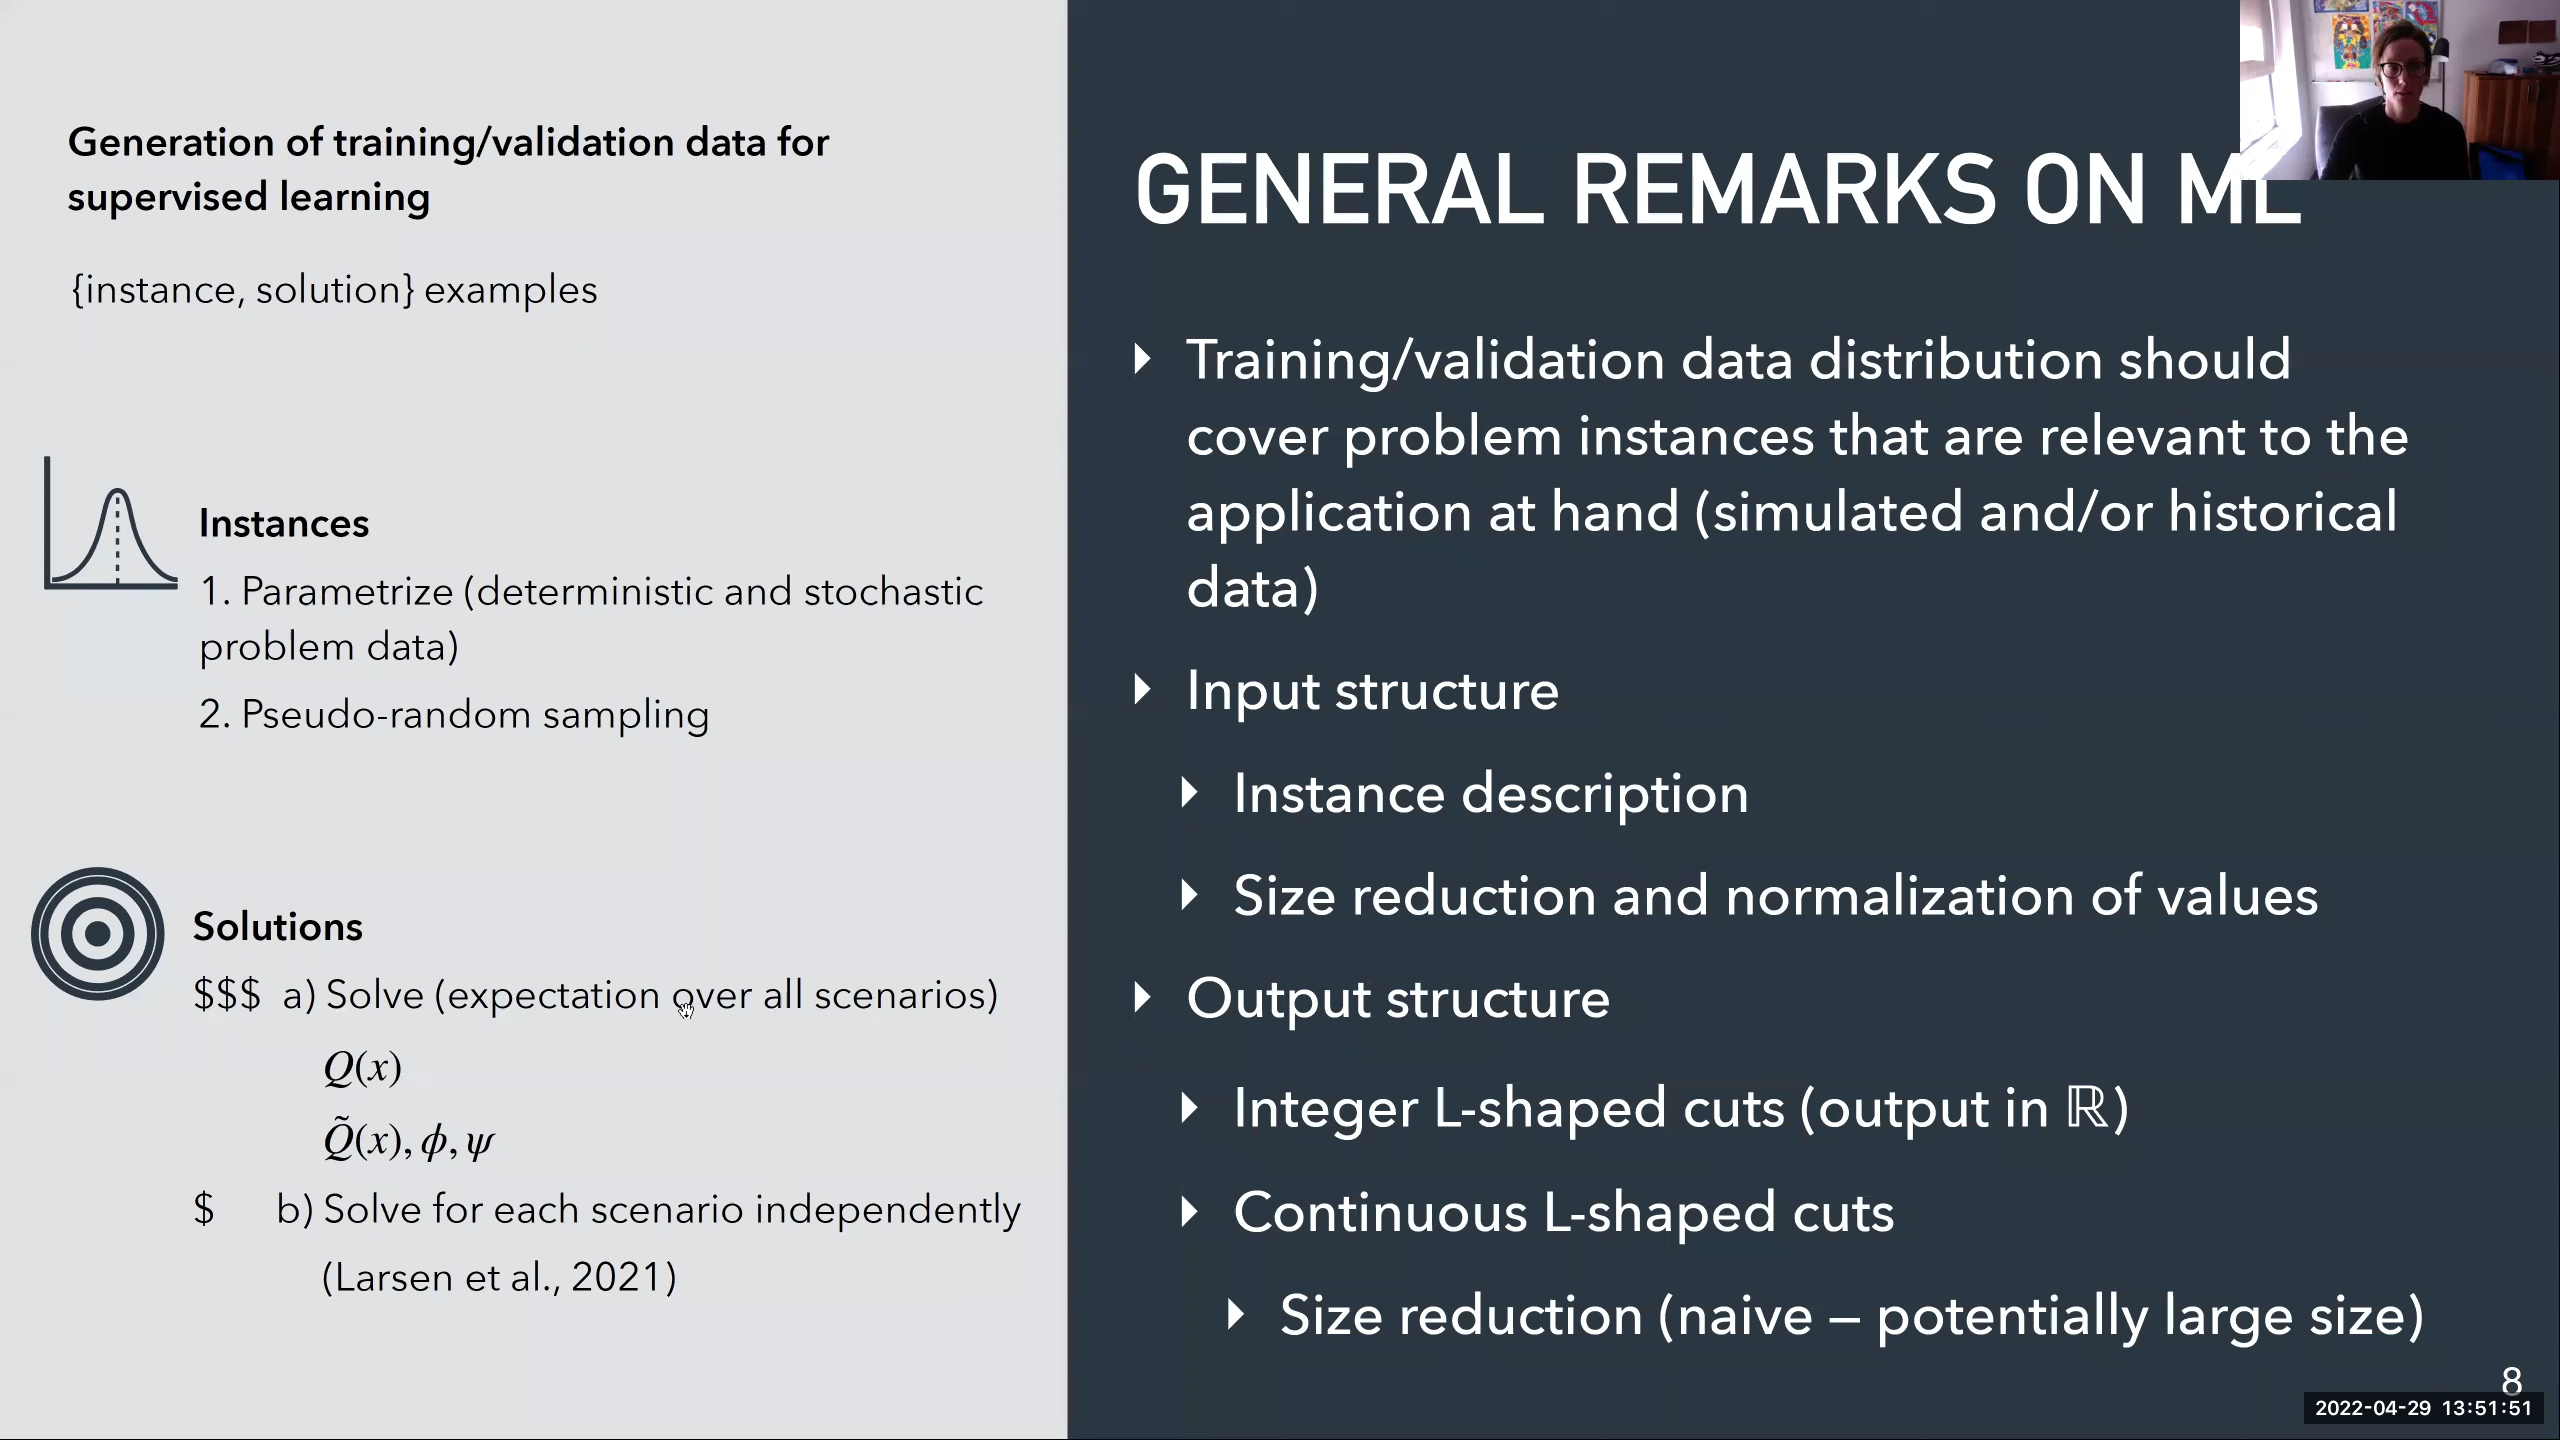 Generation of training/validation data for
supervised learning
{instance, solution} examples
Instances
1. Parametrize (deterministic and stochastic
problem data)
2. Pseudo-random sampling
Solutions
$$$ a) Solve (expectation over all scenarios)
Q(x)
Q̃(x), ϕ, ψ
$ b) Solve for each scenario independently
(Larsen et al., 2021)
GENERAL REMARKS ON ML
Training/validation data distribution should
cover problem instances that are relevant to the
application at hand (simulated and/or historical
data)
Input structure
Instance description
Size reduction and normalization of values
Output structure
Integer L-shaped cuts (output in ℝ)
Continuous L-shaped cuts
Size reduction (naive – potentially large size)
8
2022-04-29 13:51:51